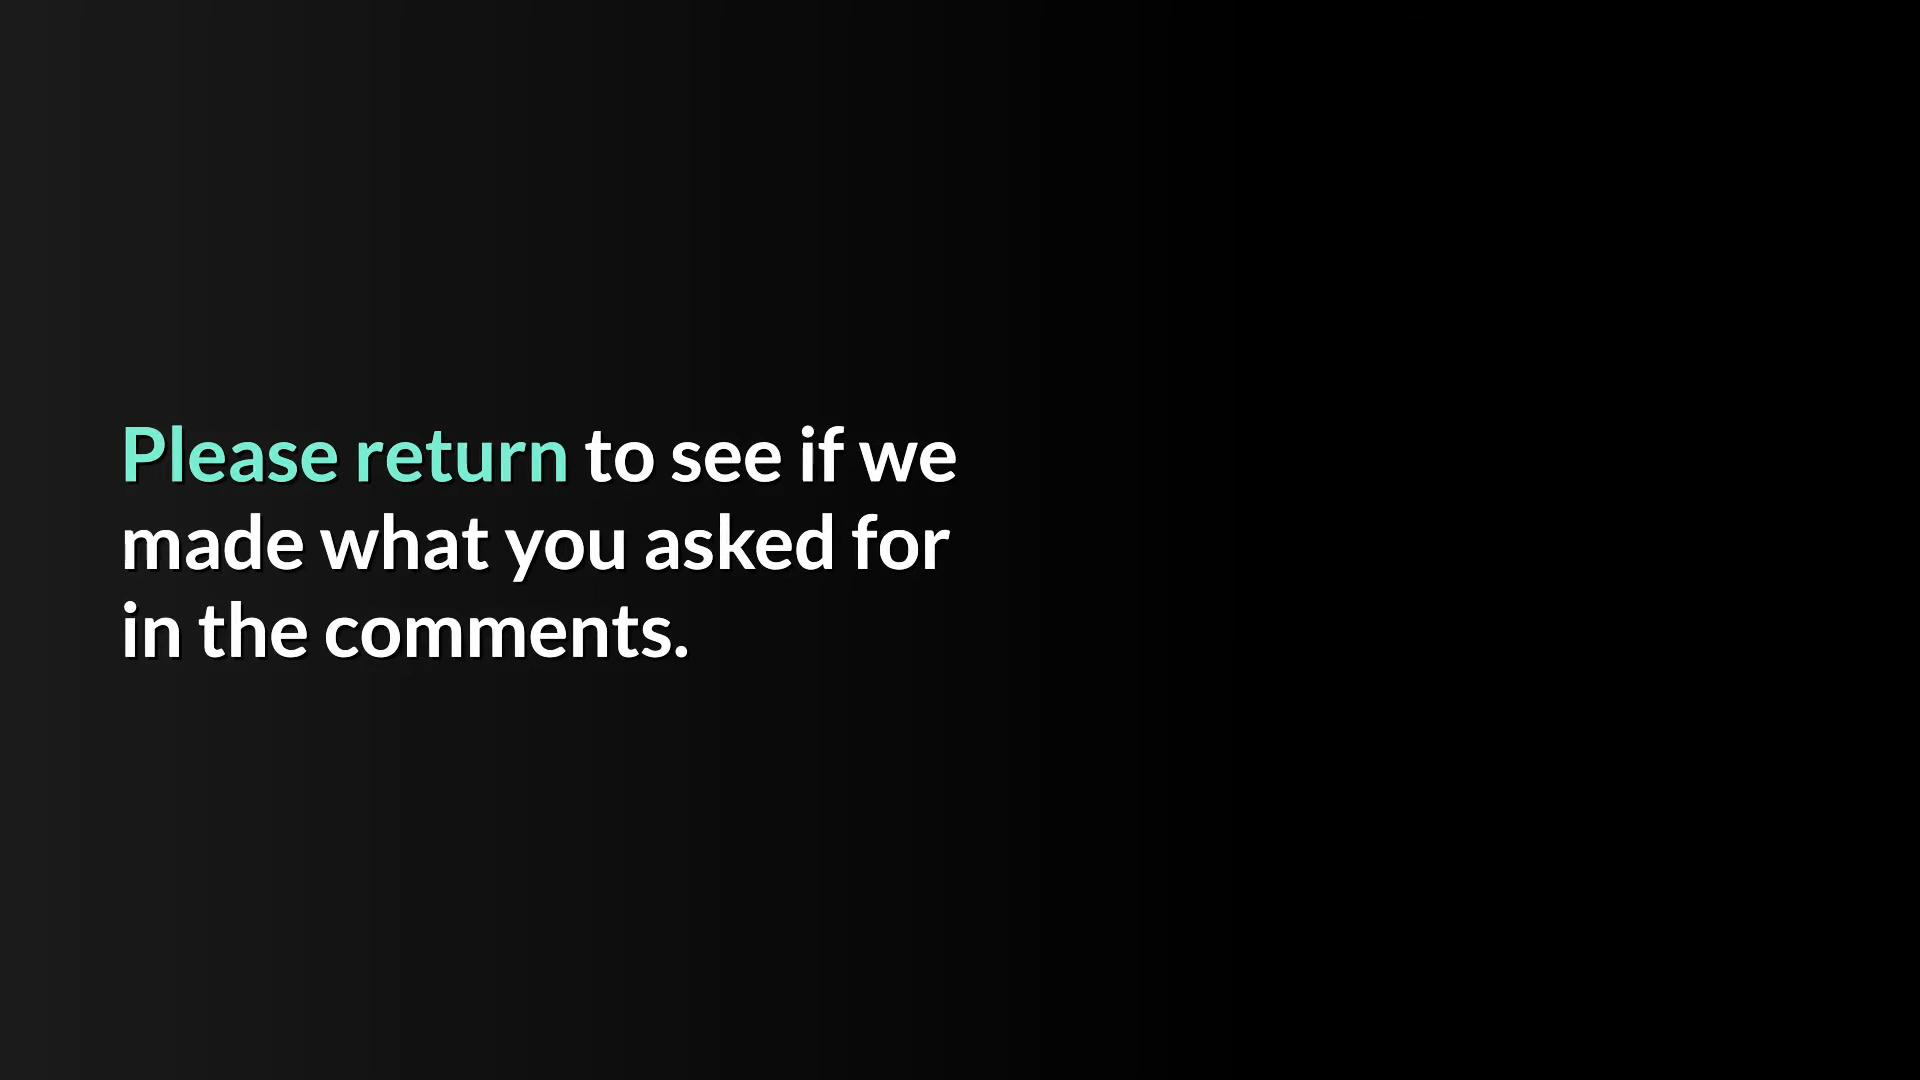 Please return to see if we
made what you asked for
in the comments.